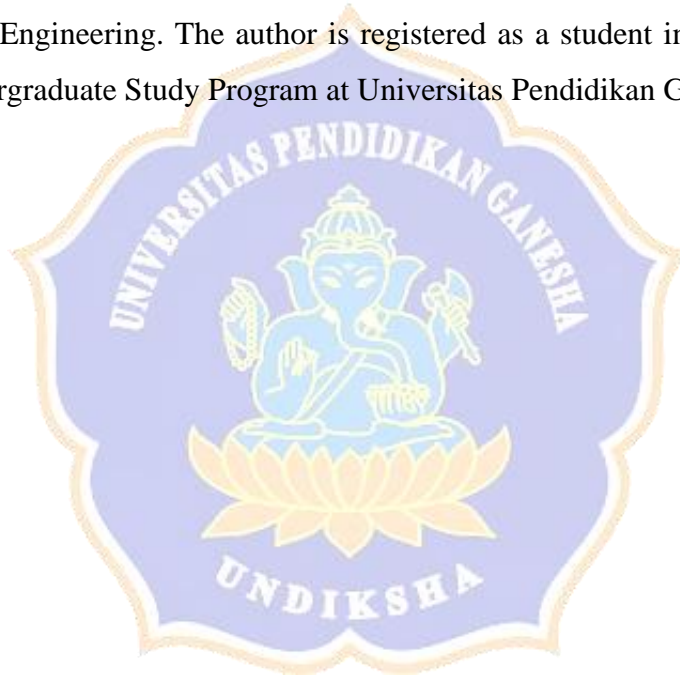 Engineering. The author is registered as a student in
rgraduate Study Program at Universitas Pendidikan G
UNIVERSITAS PENDIDIKAN GANESHA
UNDIKSHA